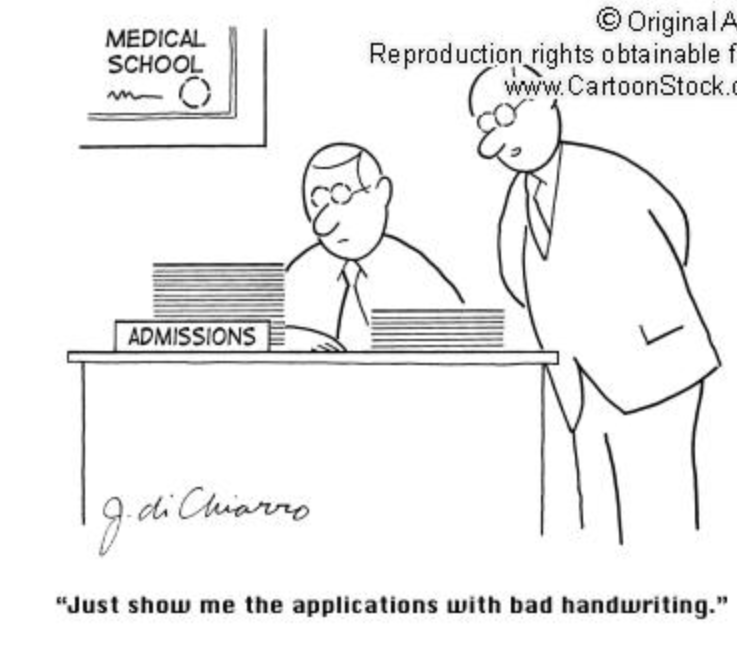 © Original
Reproduction rights obtainable
www.CartoonStock.
MEDICAL
SCHOOL
ADMISSIONS
J. di Chiarro
“Just show me the applications with bad handwriting.”